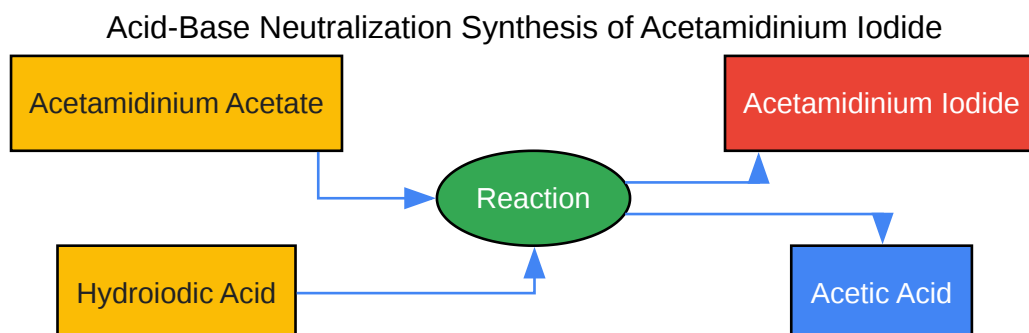 Acid-Base Neutralization Synthesis of Acetamidinium Iodide
Acetamidinium Acetate
Acetamidinium Iodide
Reaction
Hydroiodic Acid
Acetic Acid